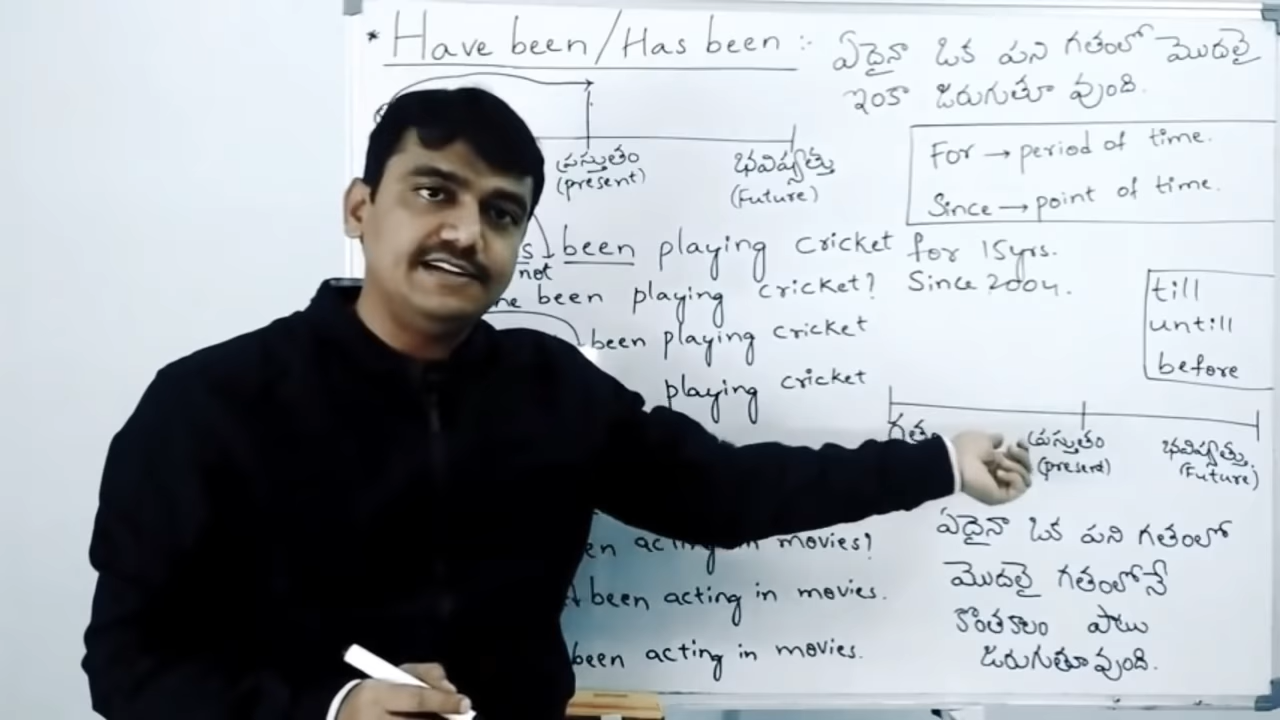 * Have been / Has been :- ఏదైనా ఒక పని గతంలో మొదలై
ఇంకా జరుగుతూ వుంది.
ప్రస్తుతం
(present)
భవిష్యత్తు
(Future)
For → period of time.
Since → point of time.
been playing cricket for 15yrs.
not
been playing cricket? Since 2004.
been playing cricket
playing cricket
till
until
before
గతం
ప్రస్తుతం
(present)
భవిష్యత్తు
(Future)
acting in movies?
been acting in movies.
been acting in movies.
ఏదైనా ఒక పని గతంలో
మొదలై గతంలోనే
కొంతకాలం పాటు
జరుగుతూవుంది.